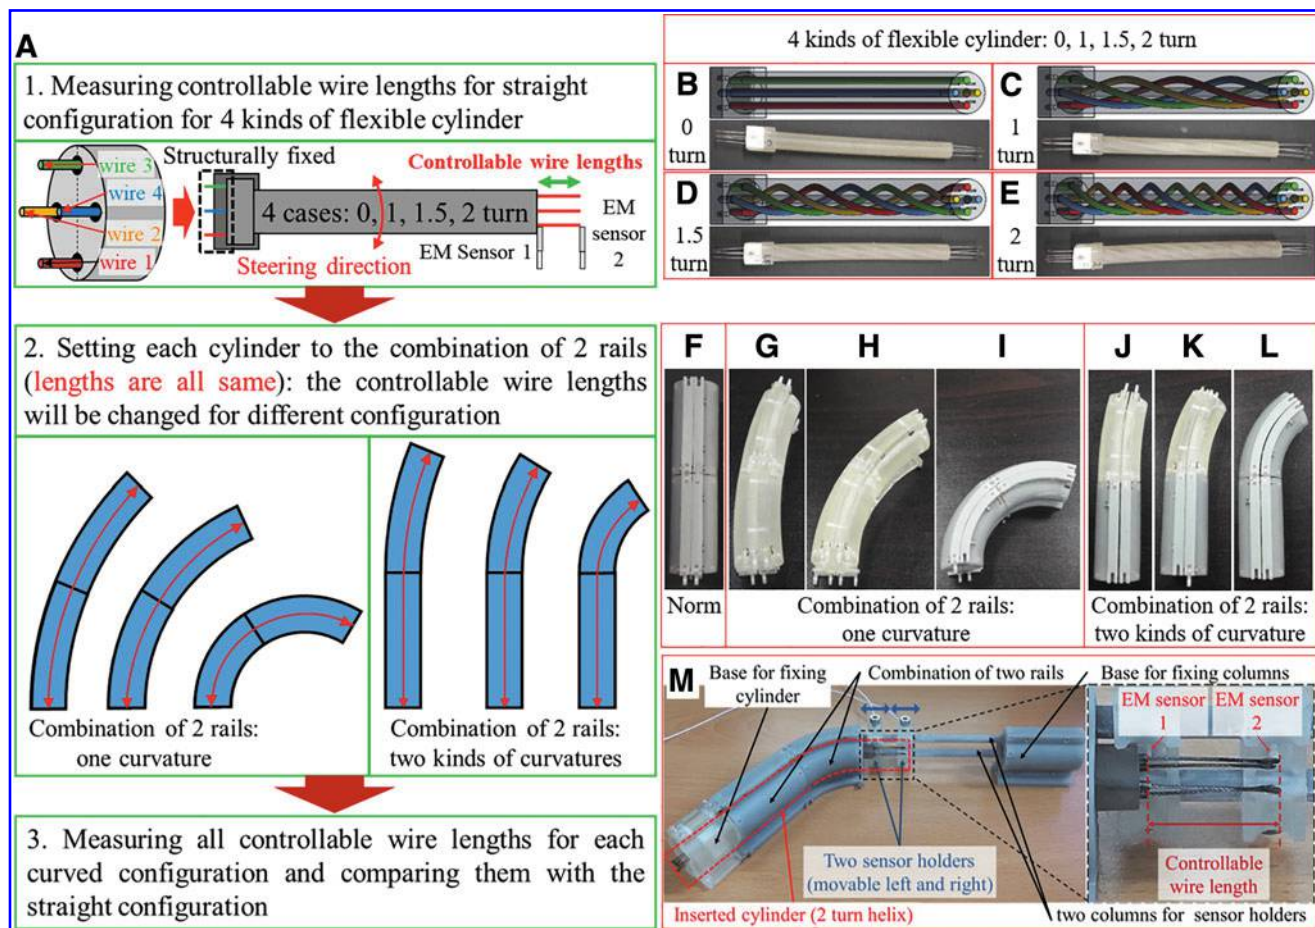 A
1. Measuring controllable wire lengths for straight
configuration for 4 kinds of flexible cylinder
wire 3
wire 4
wire 2
wire 1
Structurally fixed
Controllable wire lengths
4 cases: 0, 1, 1.5, 2 turn
Steering direction
EM Sensor 1
EM
sensor
2
2. Setting each cylinder to the combination of 2 rails
(lengths are all same): the controllable wire lengths
will be changed for different configuration
Combination of 2 rails:
one curvature
Combination of 2 rails:
two kinds of curvatures
3. Measuring all controllable wire lengths for each
curved configuration and comparing them with the
straight configuration
4 kinds of flexible cylinder: 0, 1, 1.5, 2 turn
B
0
turn
C
1
turn
D
1.5
turn
E
2
turn
F
G
H
I
J
K
L
Norm
Combination of 2 rails:
one curvature
Combination of 2 rails:
two kinds of curvature
M
Base for fixing
cylinder
Combination of two rails
Base for fixing columns
EM sensor
1
EM sensor
2
Two sensor holders
(movable left and right)
Controllable
wire length
Inserted cylinder (2 turn helix)
two columns for sensor holders